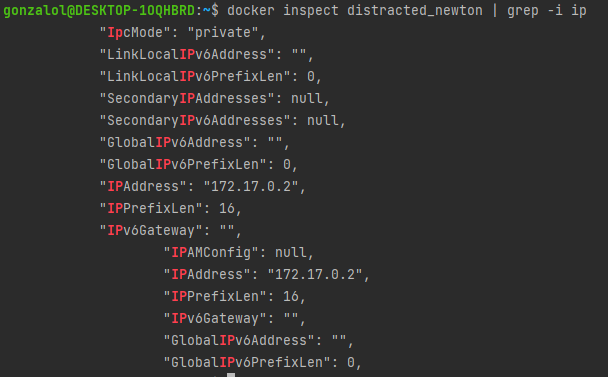 gonzalol@DESKTOP-1OQHBRD:~$ docker inspect distracted_newton | grep -i ip
"IpcMode": "private",
"LinkLocalIPv6Address": "",
"LinkLocalIPv6PrefixLen": 0,
"SecondaryIPAddresses": null,
"SecondaryIPv6Addresses": null,
"GlobalIPv6Address": "",
"GlobalIPv6PrefixLen": 0,
"IPAddress": "172.17.0.2",
"IPPrefixLen": 16,
"IPv6Gateway": "",
"IPAMConfig": null,
"IPAddress": "172.17.0.2",
"IPPrefixLen": 16,
"IPv6Gateway": "",
"GlobalIPv6Address": "",
"GlobalIPv6PrefixLen": 0,